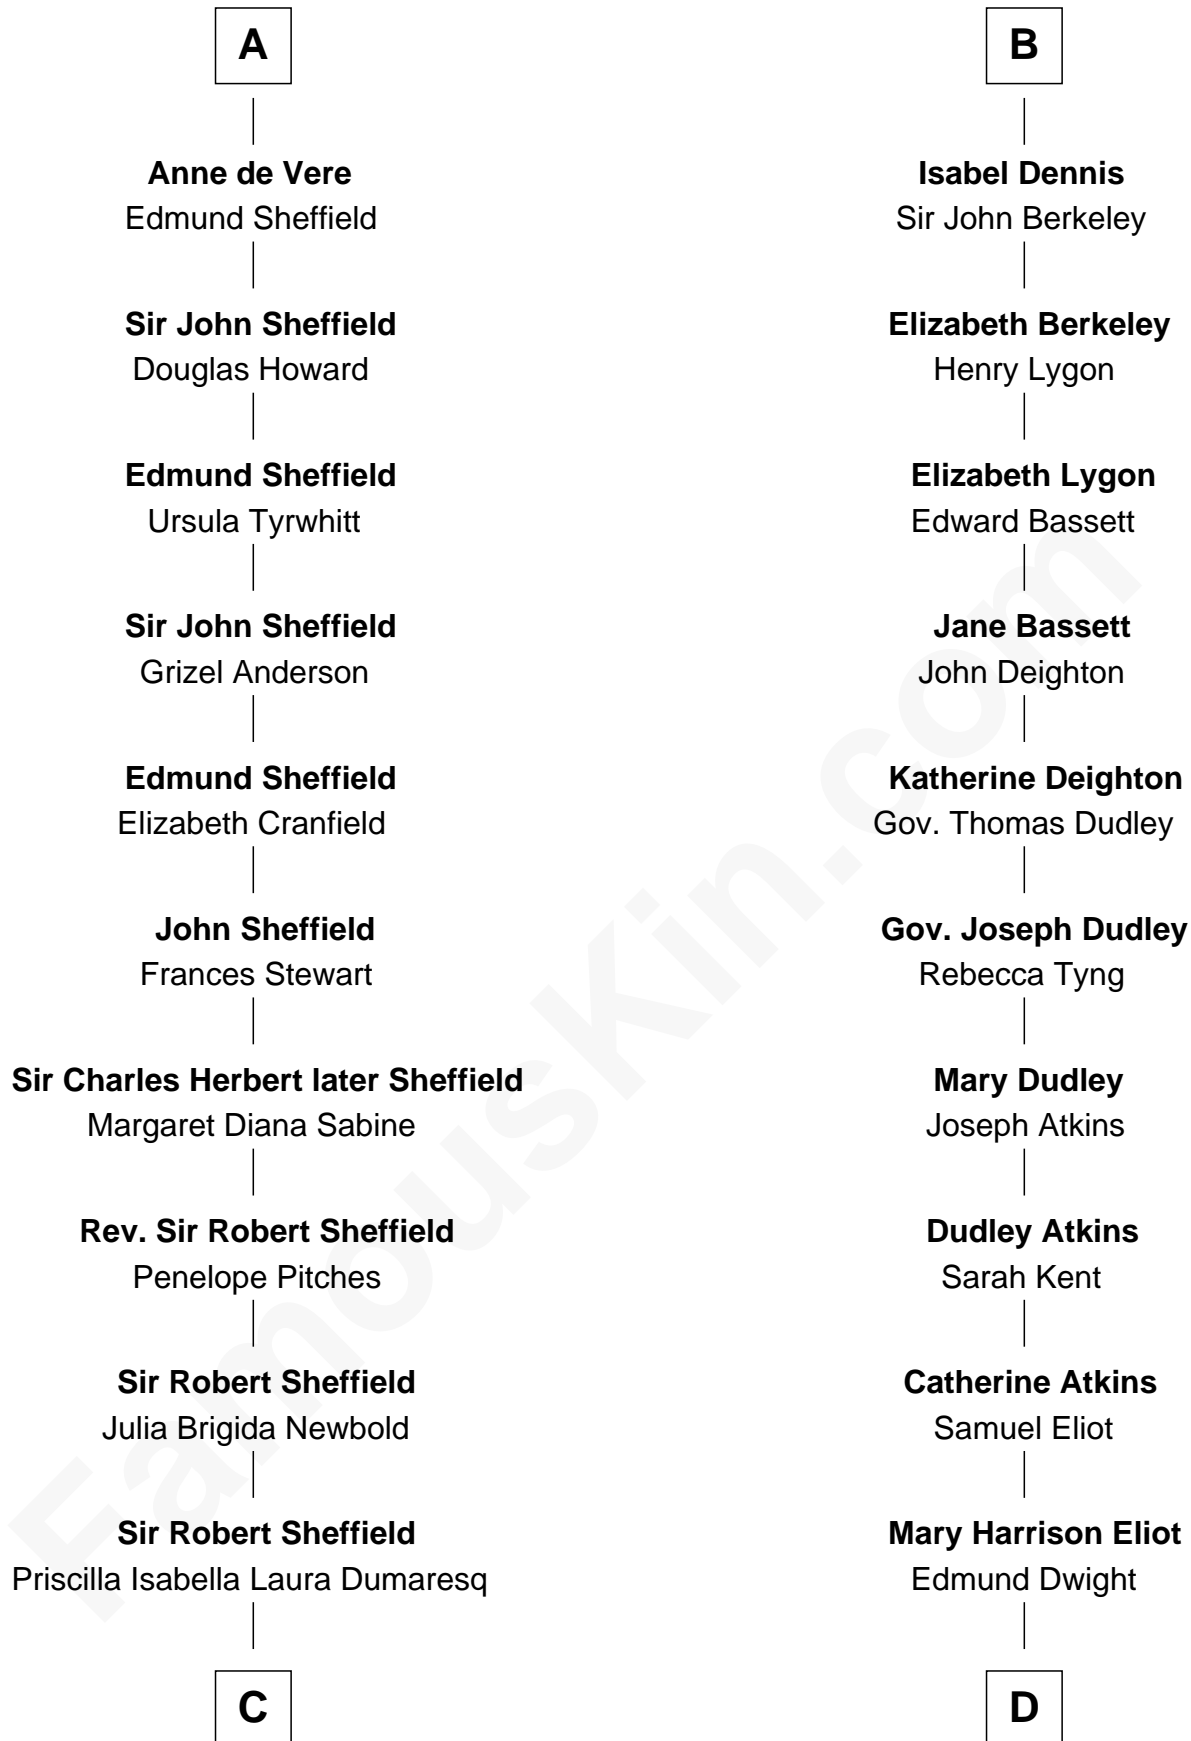 A
Anne de Vere
Edmund Sheffield
Sir John Sheffield
Douglas Howard
Edmund Sheffield
Ursula Tyrwhitt
Sir John Sheffield
Grizel Anderson
Edmund Sheffield
Elizabeth Cranfield
John Sheffield
Frances Stewart
Sir Charles Herbert later Sheffield
Margaret Diana Sabine
Rev. Sir Robert Sheffield
Penelope Pitches
Sir Robert Sheffield
Julia Brigida Newbold
Sir Robert Sheffield
Priscilla Isabella Laura Dumaresq
C
B
Isabel Dennis
Sir John Berkeley
Elizabeth Berkeley
Henry Lygon
Elizabeth Lygon
Edward Bassett
Jane Bassett
John Deighton
Katherine Deighton
Gov. Thomas Dudley
Gov. Joseph Dudley
Rebecca Tyng
Mary Dudley
Joseph Atkins
Dudley Atkins
Sarah Kent
Catherine Atkins
Samuel Eliot
Mary Harrison Eliot
Edmund Dwight
D
FamousKin.com